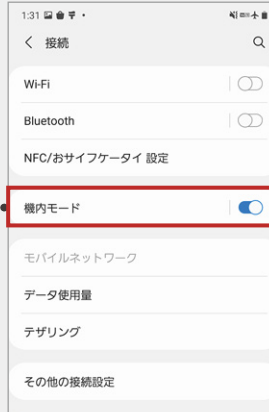 1:31
接続
Wi-Fi
Bluetooth
NFC/おサイフケータイ 設定
機内モード
モバイルネットワーク
データ使用量
テザリング
その他の接続設定